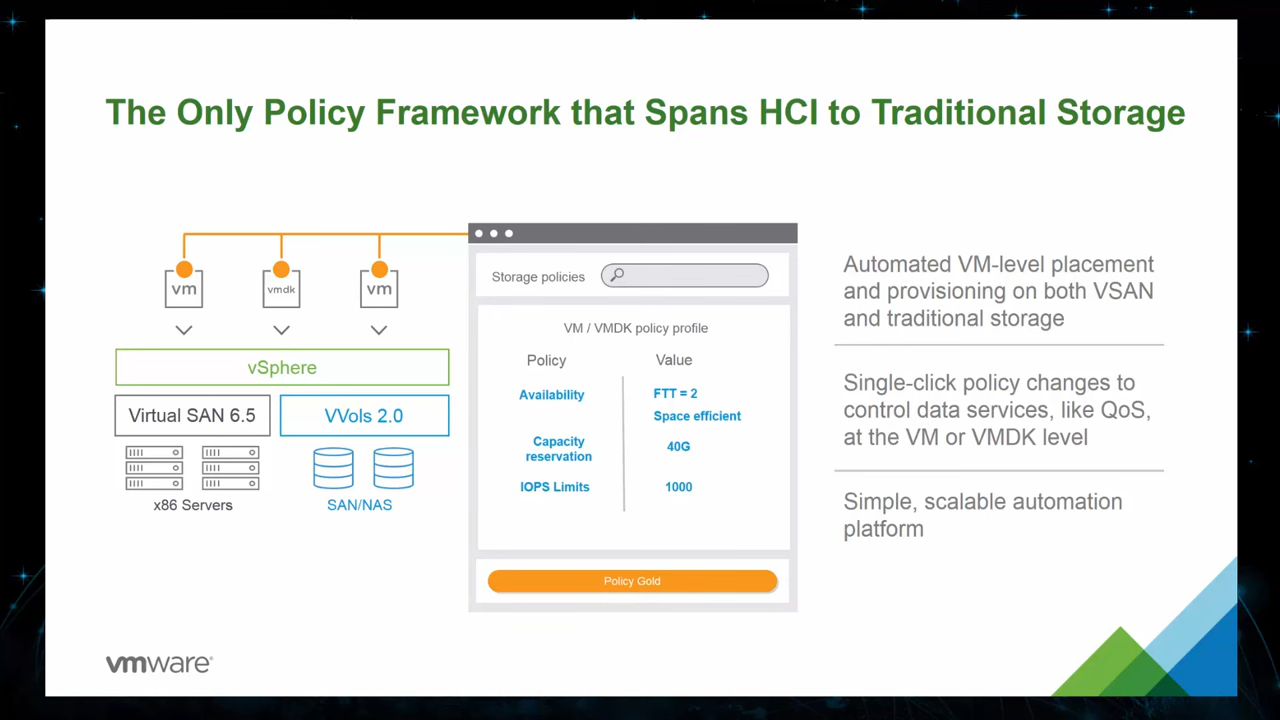 The Only Policy Framework that Spans HCI to Traditional Storage
vm
vmdk
vm
vSphere
Virtual SAN 6.5
VVols 2.0
x86 Servers
SAN/NAS
Storage policies
VM / VMDK policy profile
Policy
Value
Availability
FTT = 2
Space efficient
Capacity
reservation
40G
IOPS Limits
1000
Policy Gold
Automated VM-level placement
and provisioning on both VSAN
and traditional storage
Single-click policy changes to
control data services, like QoS,
at the VM or VMDK level
Simple, scalable automation
platform
vmware®